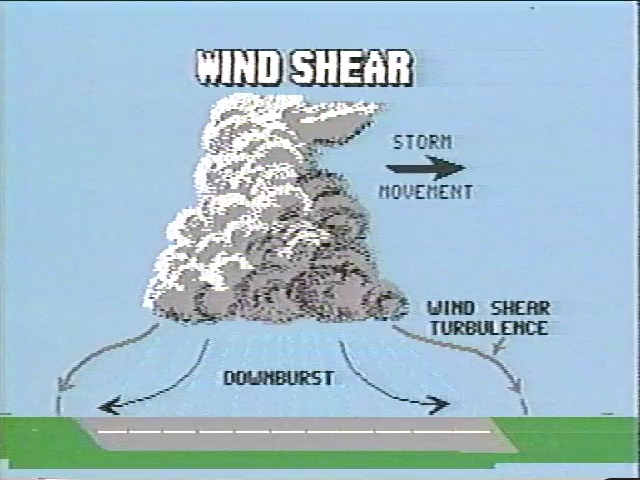 WIND SHEAR
STORM
MOVEMENT
WIND SHEAR
TURBULENCE
DOWNBURST